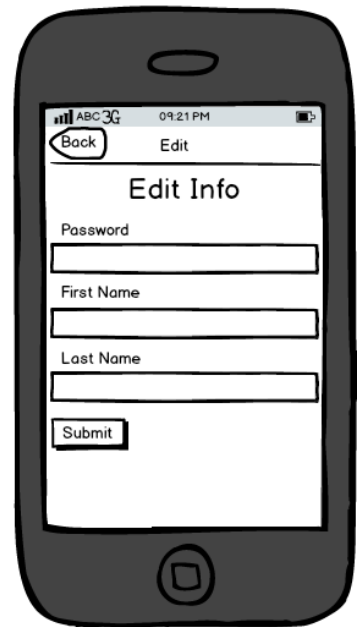 ABC 3G 09:21 PM
Back Edit
Edit Info
Password
First Name
Last Name
Submit